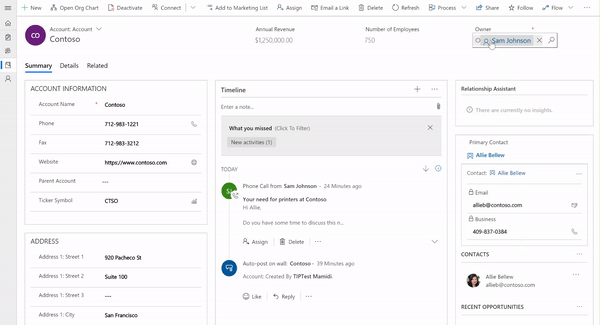 New Open Org Chart Deactivate Connect Add to Marketing List Assign Email a Link Delete Refresh Process Share Follow Flow
CO
Account: Account
Contoso
Annual Revenue
$1,250,000.00
Number of Employees
750
Owner
*
Sam Johnson
Summary Details Related
ACCOUNT INFORMATION
Account Name * Contoso
Phone 712-983-1221
Fax 712-983-3212
Website https://www.contoso.com
Parent Account ---
Ticker Symbol CTSO
ADDRESS
Address 1: Street 1 920 Pacheco St
Address 1: Street 2 Suite 100
Address 1: Street 3 ---
Address 1: City San Francisco
Timeline
Enter a note...
What you missed (Click To Filter)
New activities (1)
TODAY
SJ
Phone Call from Sam Johnson - 24 Minutes ago
Your need for printers at Contoso
Hi Allie,
Do you have some time to discuss this n...
Assign Delete ...
Auto-post on wall: Contoso- 39 Minutes ago
Account: Created By TIPTest Mamidi.
Like Reply ...
Relationship Assistant
There are currently no insights.
Primary Contact
Allie Bellew
Contact: Allie Bellew
Email
allieb@contoso.com
Business
409-837-0384
CONTACTS
Allie Bellew
allieb@contoso.com
RECENT OPPORTUNITIES